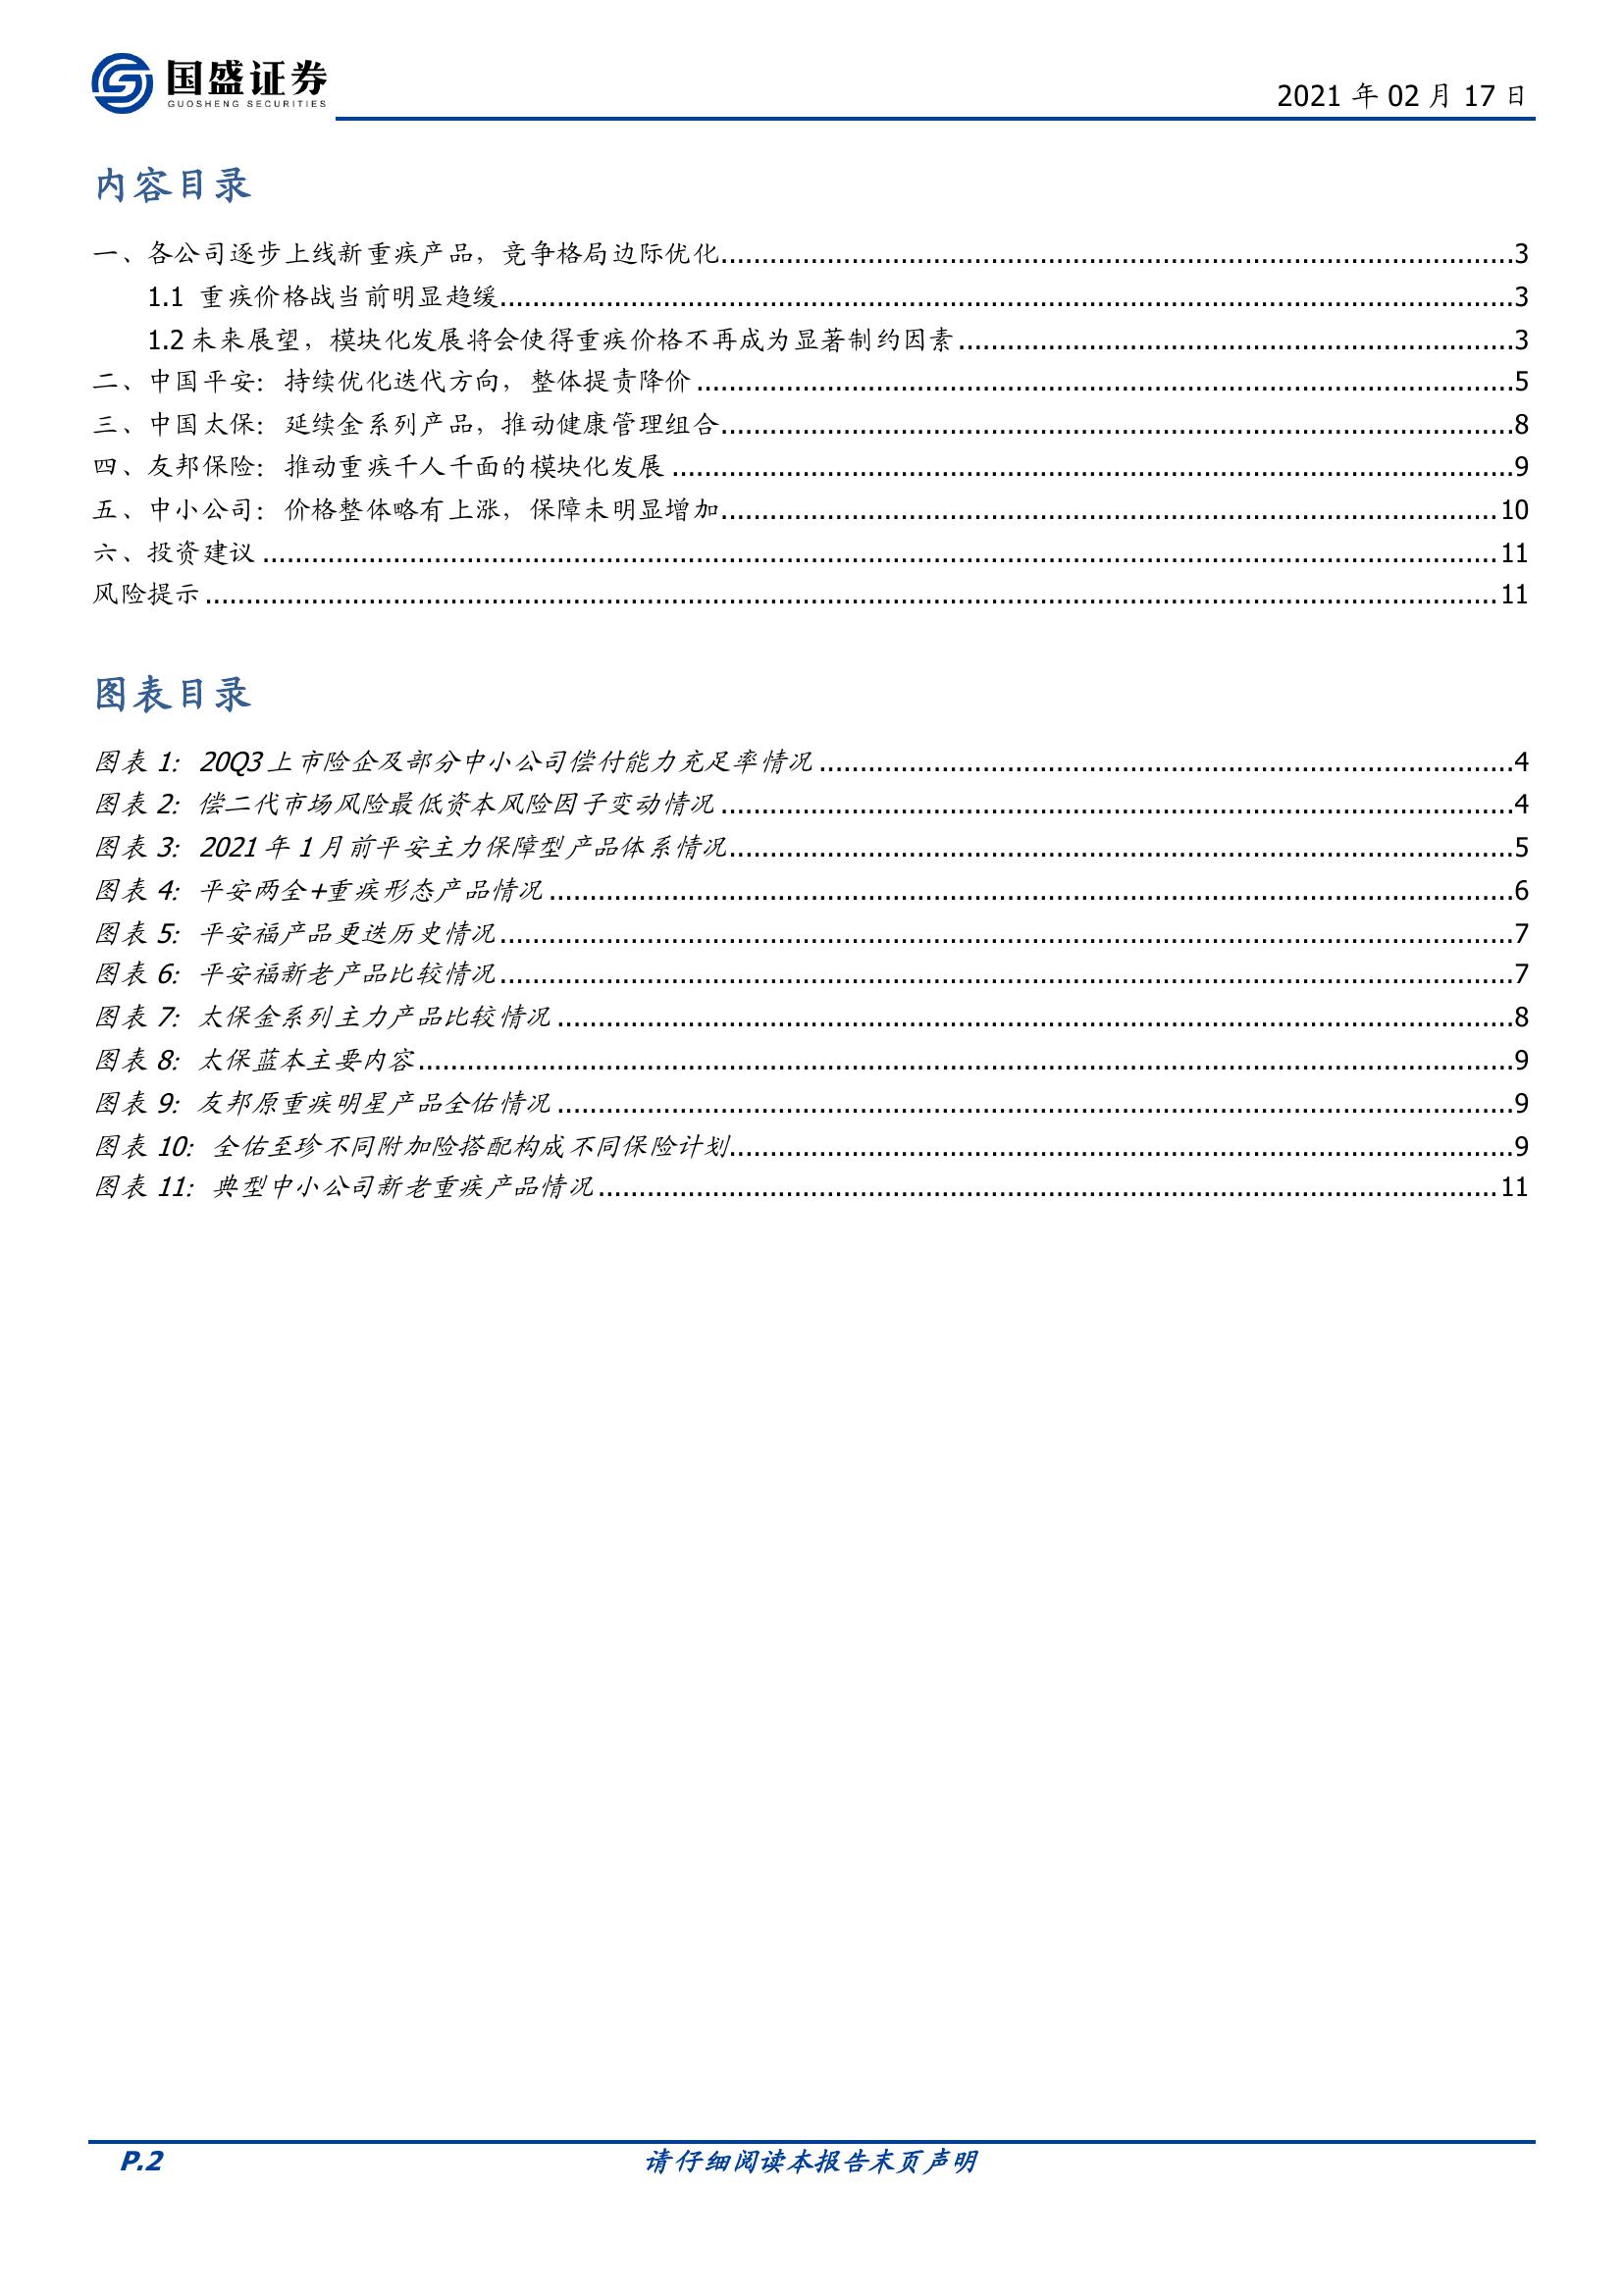 国盛证券
GUOSHENG SECURITIES
2021 年 02 月 17 日
内容目录
一、各公司逐步上线新重疾产品，竞争格局边际优化........................................3
1.1 重疾价格战当前明显趋缓........................................3
1.2 未来展望，模块化发展将会使得重疾价格不再成为显著制约因素........................................3
二、中国平安：持续优化迭代方向，整体提责降价........................................5
三、中国太保：延续金系列产品，推动健康管理组合........................................8
四、友邦保险：推动重疾千人千面的模块化发展........................................9
五、中小公司：价格整体略有上涨，保障未明显增加........................................10
六、投资建议........................................11
风险提示........................................11
图表目录
图表 1：20Q3 上市险企及部分中小公司偿付能力充足率情况........................................4
图表 2：偿二代市场风险最低资本风险因子变动情况........................................4
图表 3：2021 年 1 月前平安主力保障型产品体系情况........................................5
图表 4：平安两全+重疾形态产品情况........................................6
图表 5：平安福产品更迭历史情况........................................7
图表 6：平安福新老产品比较情况........................................7
图表 7：太保金系列主力产品比较情况........................................8
图表 8：太保蓝本主要内容........................................9
图表 9：友邦原重疾明星产品全佑情况........................................9
图表 10：全佑至珍不同附加险搭配构成不同保险计划........................................9
图表 11：典型中小公司新老重疾产品情况........................................11
P.2
请仔细阅读本报告末页声明